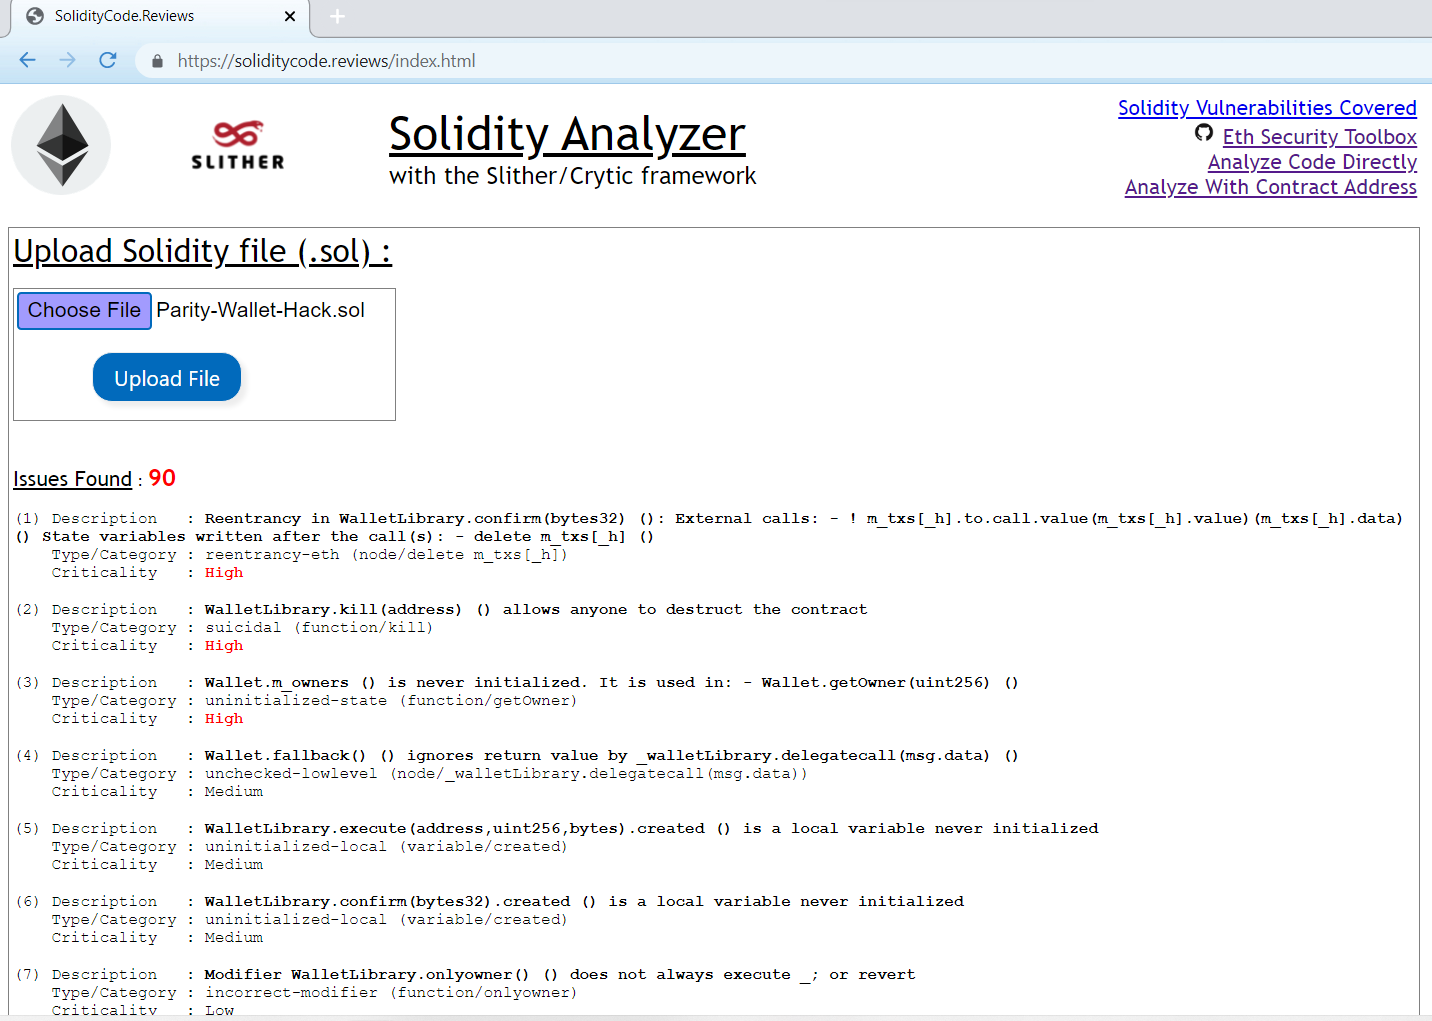 SolidityCode.Reviews
https://soliditycode.reviews/index.html
SLITHER
Solidity Analyzer
with the Slither/Crytic framework
Solidity Vulnerabilities Covered
Eth Security Toolbox
Analyze Code Directly
Analyze With Contract Address
Upload Solidity file (.sol) :
Choose File Parity-Wallet-Hack.sol
Upload File
Issues Found : 90
(1) Description : Reentrancy in WalletLibrary.confirm(bytes32) (): External calls: - ! m_txs[_h].to.call.value(m_txs[_h].value)(m_txs[_h].data)
() State variables written after the call(s): - delete m_txs[_h] ()
Type/Category : reentrancy-eth (node/delete m_txs[_h])
Criticality : High
(2) Description : WalletLibrary.kill(address) () allows anyone to destruct the contract
Type/Category : suicidal (function/kill)
Criticality : High
(3) Description : Wallet.m_owners () is never initialized. It is used in: - Wallet.getOwner(uint256) ()
Type/Category : uninitialized-state (function/getOwner)
Criticality : High
(4) Description : Wallet.fallback() () ignores return value by _walletLibrary.delegatecall(msg.data) ()
Type/Category : unchecked-lowlevel (node/_walletLibrary.delegatecall(msg.data))
Criticality : Medium
(5) Description : WalletLibrary.execute(address,uint256,bytes).created () is a local variable never initialized
Type/Category : uninitialized-local (variable/created)
Criticality : Medium
(6) Description : WalletLibrary.confirm(bytes32).created () is a local variable never initialized
Type/Category : uninitialized-local (variable/created)
Criticality : Medium
(7) Description : Modifier WalletLibrary.onlyowner() () does not always execute _; or revert
Type/Category : incorrect-modifier (function/onlyowner)
Criticality : Low